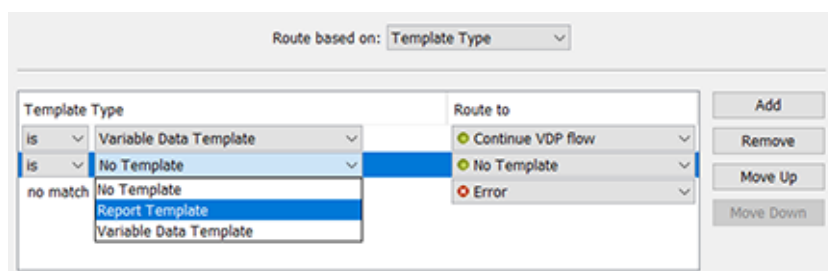 Route based on: Template Type
Template Type Route to
is Variable Data Template Continue VDP flow
is No Template No Template
no match Error
No Template
Report Template
Variable Data Template
Add
Remove
Move Up
Move Down